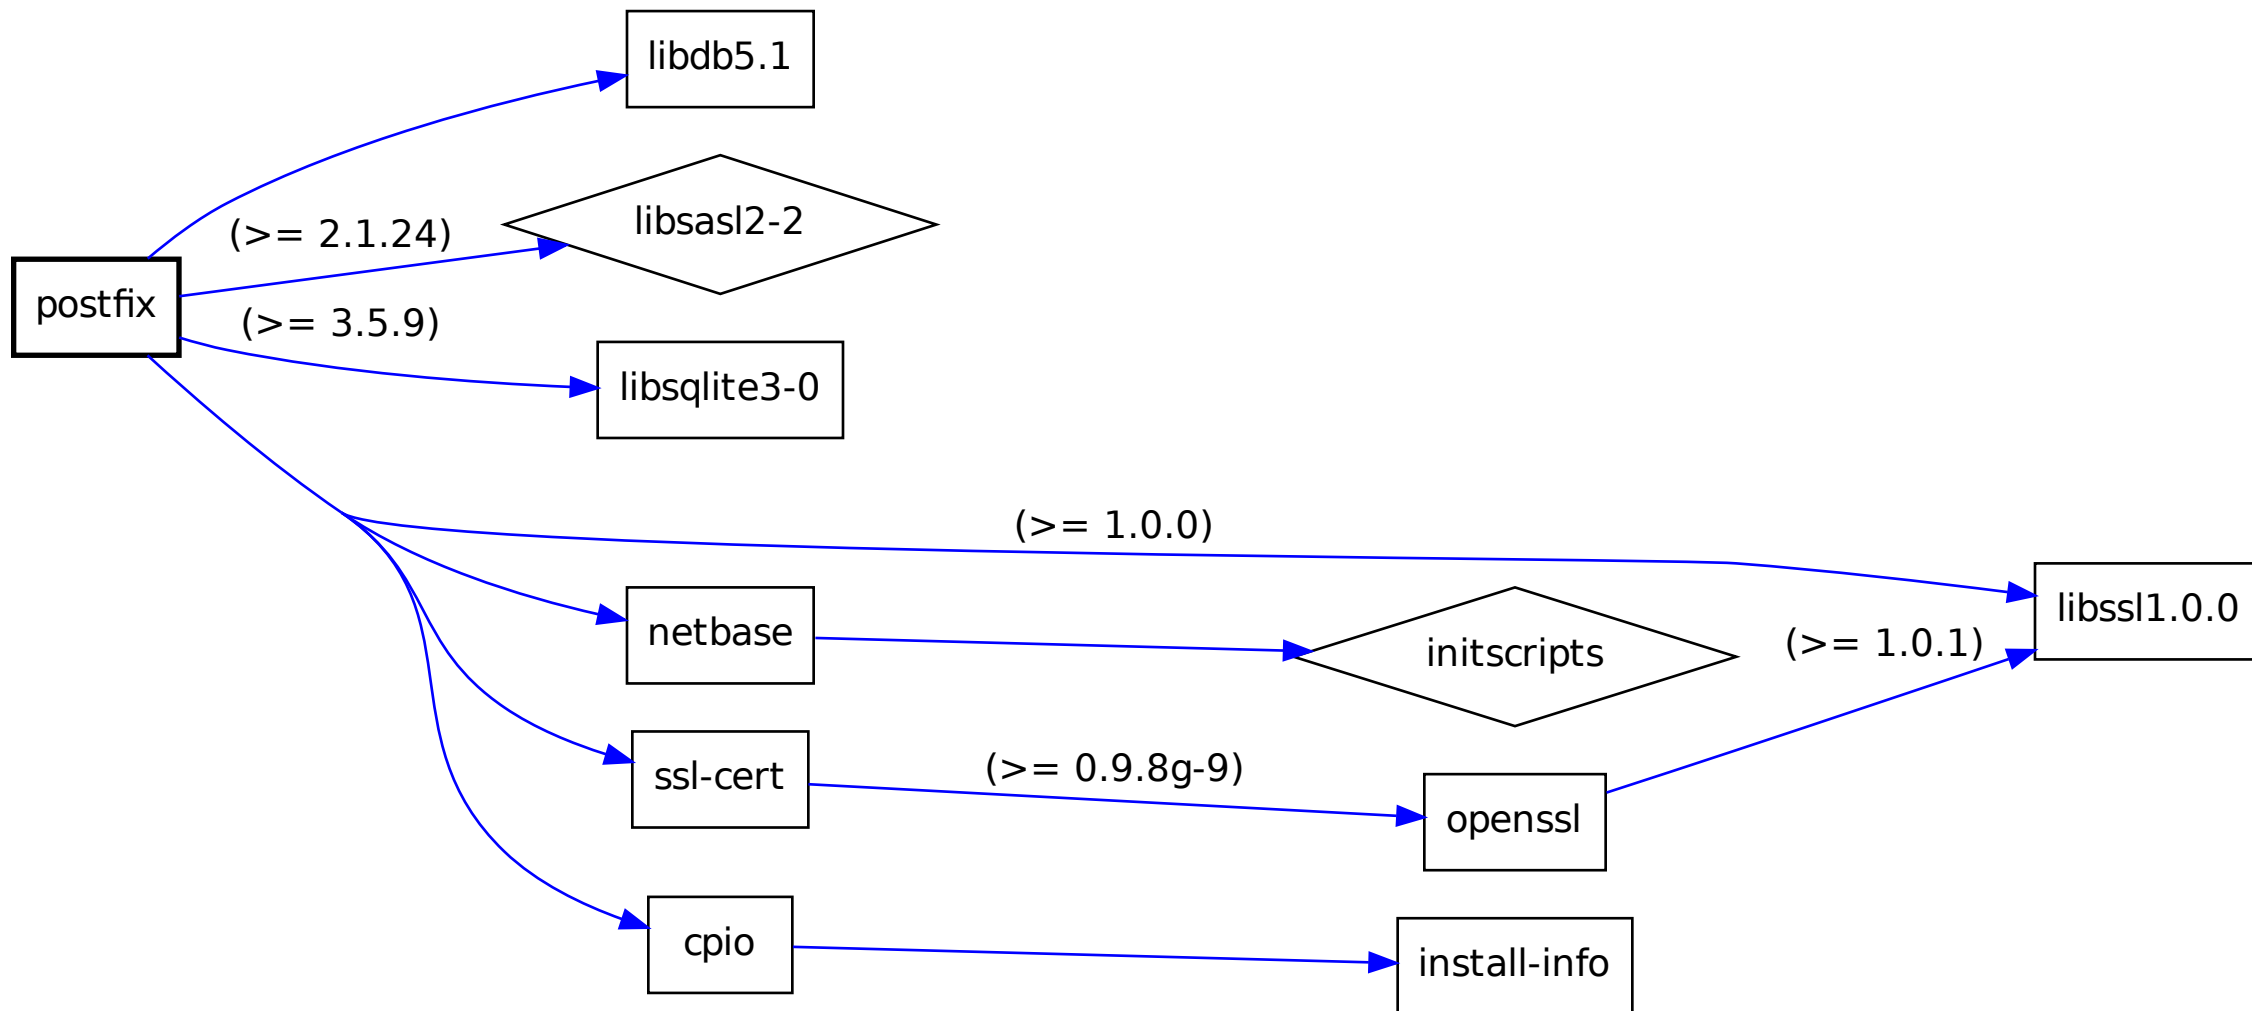 libdb5.1
libsasl2-2
(>= 2.1.24)
postfix
(>= 3.5.9)
libsqlite3-0
(>= 1.0.0)
libssl1.0.0
netbase
initscripts
(>= 1.0.1)
ssl-cert
(>= 0.9.8g-9)
openssl
cpio
install-info